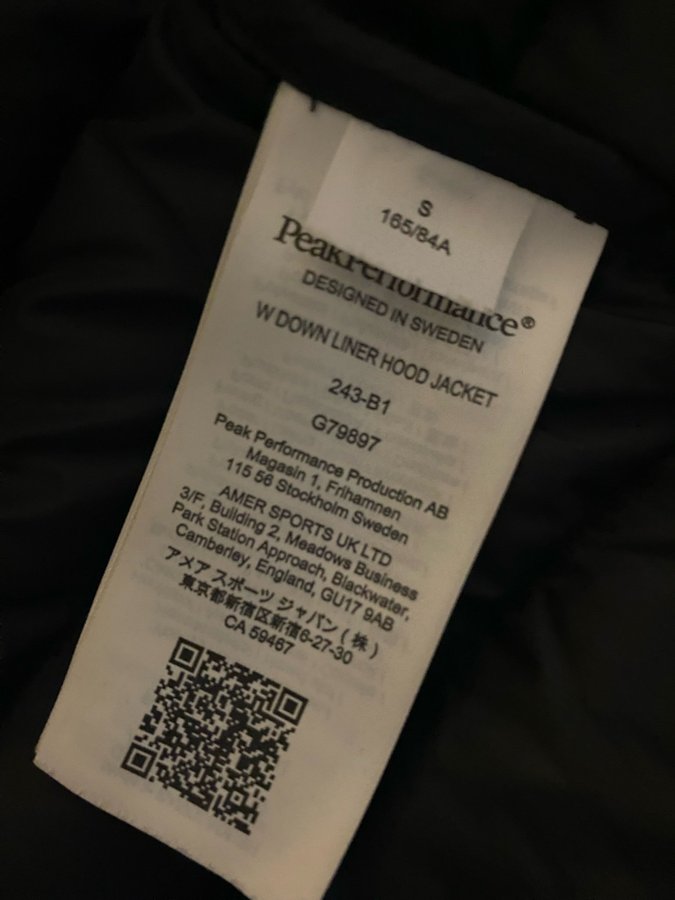 S
165/84A
PeakPerformance®
DESIGNED IN SWEDEN
W DOWN LINER HOOD JACKET
243-B1
G79897
Peak Performance Production AB
Magasin 1, Frihamnen
115 56 Stockholm Sweden
AMER SPORTS UK LTD
3/F, Building 2, Meadows Business
Park Station Approach, Blackwater,
Camberley, England, GU17 9AB
アメア スポーツ ジャパン ( 株 )
東京都新宿区新宿6-27-30
CA 59467